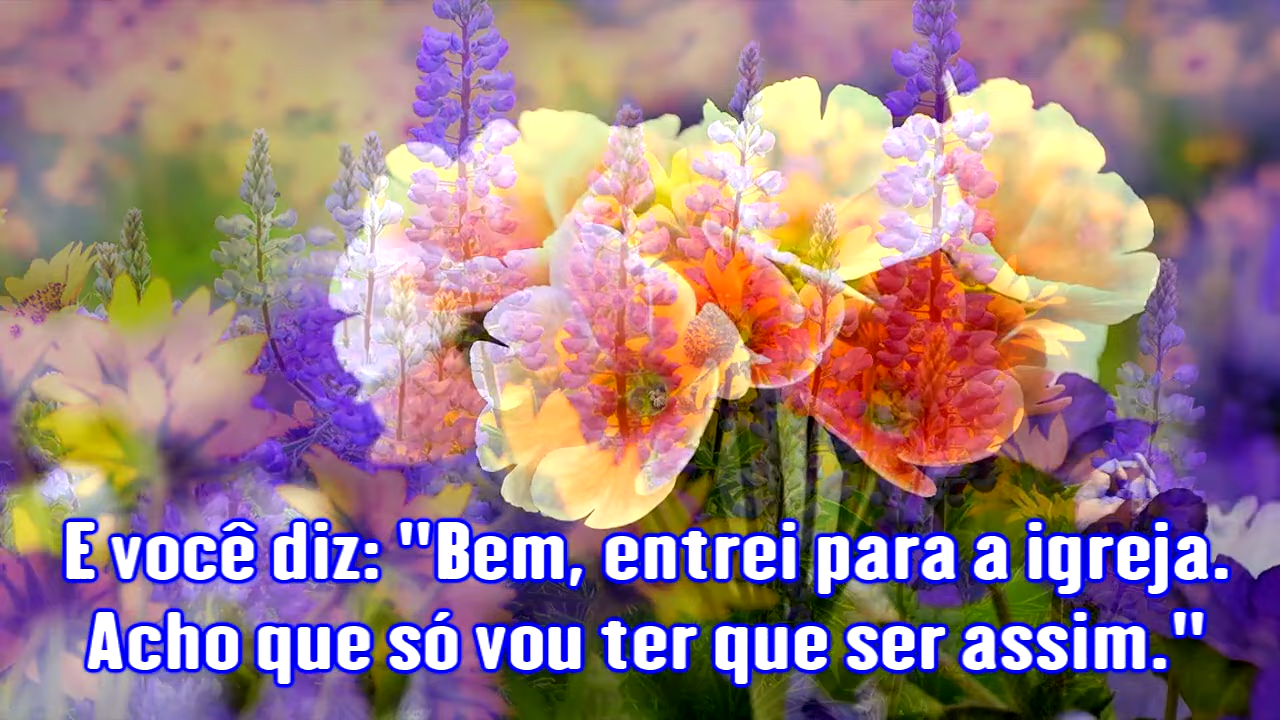 E você diz: "Bem, entrei para a igreja.
Acho que só vou ter que ser assim."